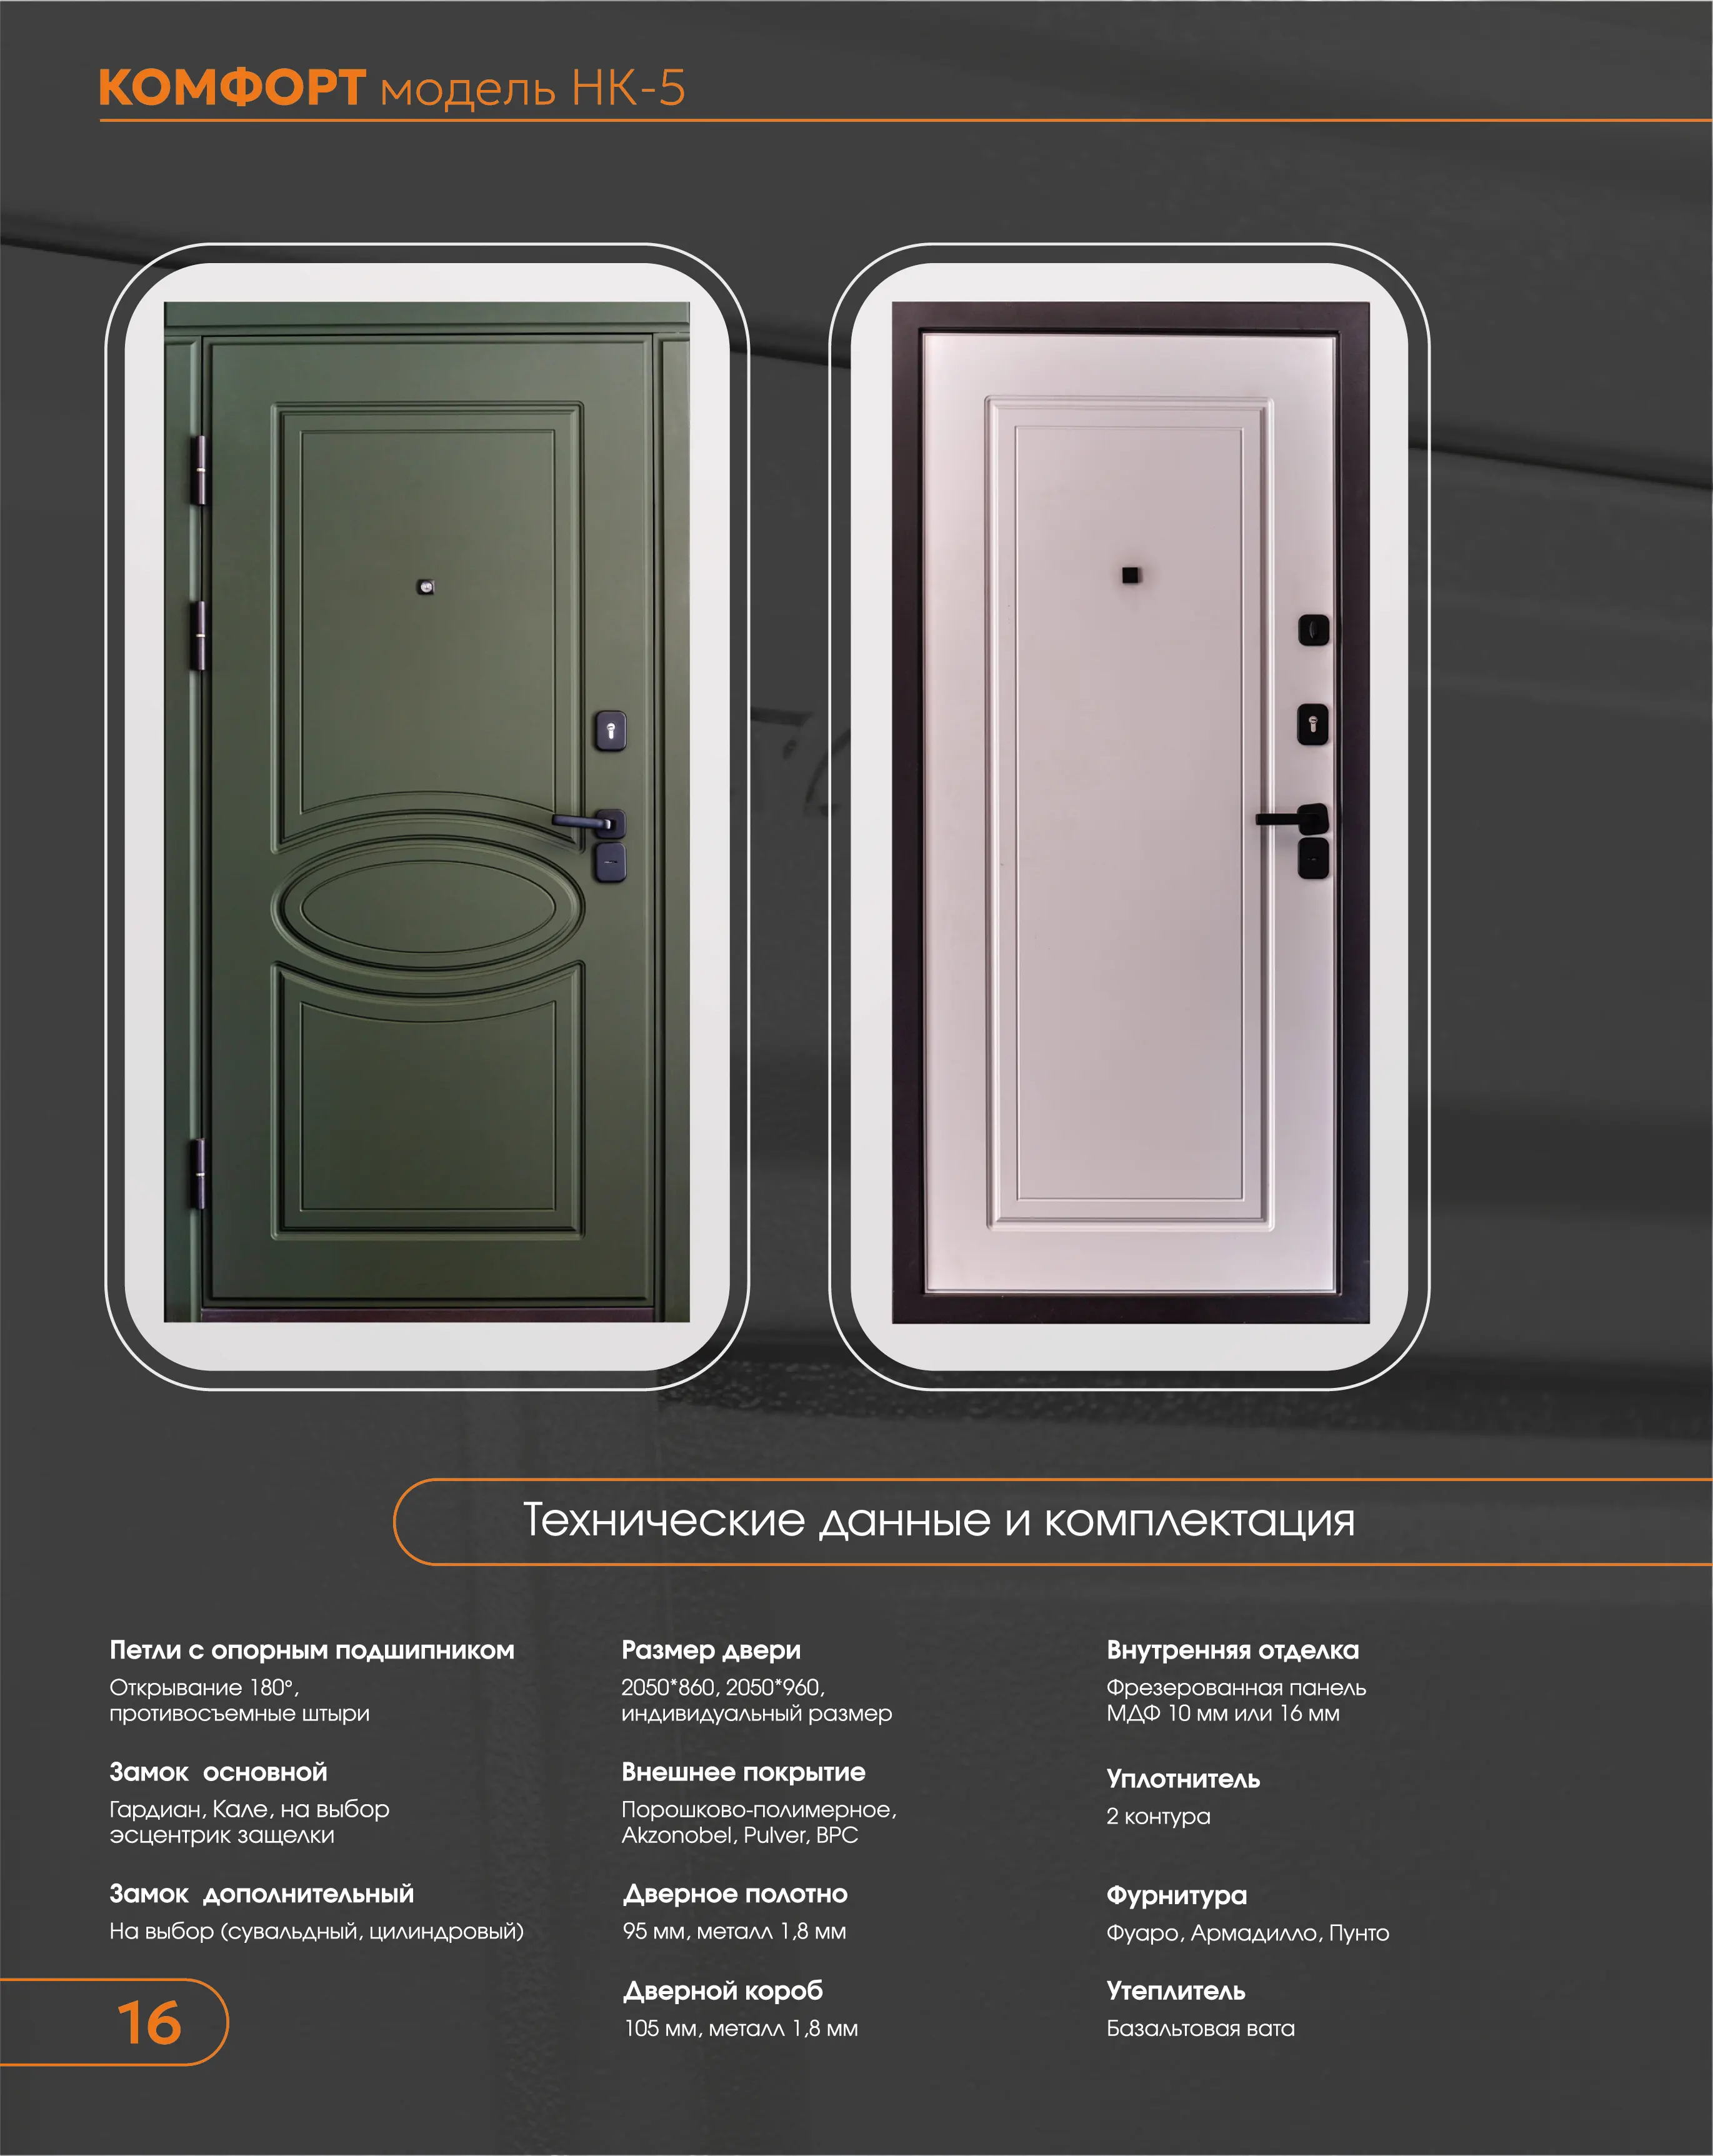 КОМФОРТ модель НК-5
Технические данные и комплектация
Петли с опорным подшипником
Открывание 180°,
противосъемные штыри
Замок основной
Гардиан, Кале, на выбор
эсцентрик защелки
Замок дополнительный
На выбор (сувальдный, цилиндровый)
Размер двери
2050*860, 2050*960,
индивидуальный размер
Внешнее покрытие
Порошково-полимерное,
Akzonobel, Pulver, ВРС
Дверное полотно
95 мм, металл 1,8 мм
Дверной короб
105 мм, металл 1,8 мм
Внутренняя отделка
Фрезерованная панель
МДФ 10 мм или 16 мм
Уплотнитель
2 контура
Фурнитура
Фуаро, Армадилло, Пунто
Утеплитель
Базальтовая вата
16